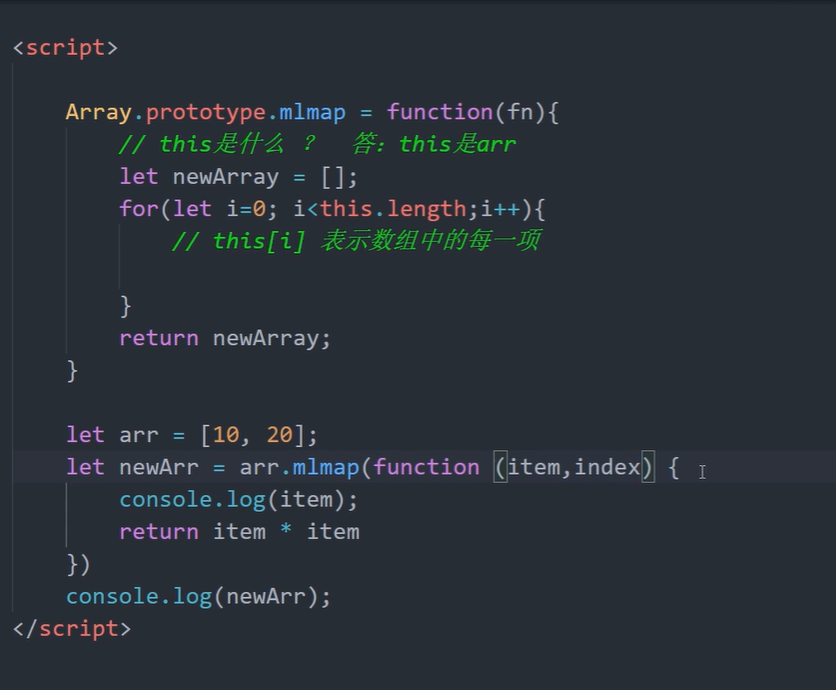 <script>
Array.prototype.mlmap = function(fn){
// this是什么 ？ 答：this是arr
let newArray = [];
for(let i=0; i<this.length;i++){
// this[i] 表示数组中的每一项
}
return newArray;
}
let arr = [10, 20];
let newArr = arr.mlmap(function (item,index) {
console.log(item);
return item * item
})
console.log(newArr);
</script>